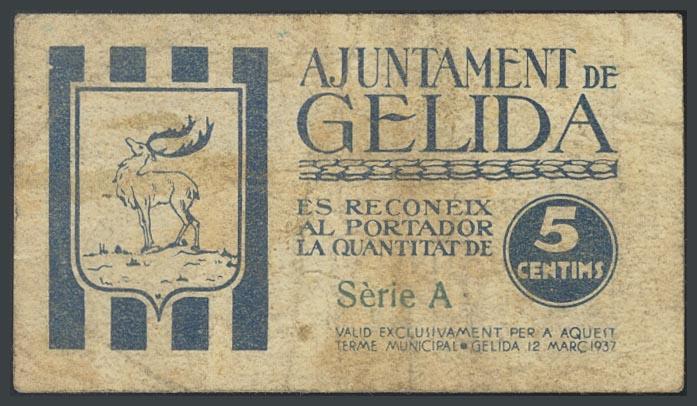 AJUNTAMENT DE
GELIDA
ES RECONEIX
AL PORTADOR
LA QUANTITAT DE
5
CENTIMS
Sèrie A
VALID EXCLUSIVAMENT PER A AQUEST
TERME MUNICIPAL • GELIDA 12 MARÇ 1937